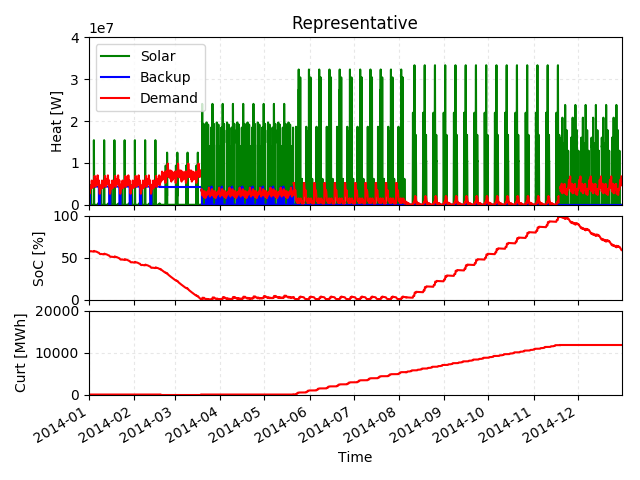 Representative
1e7
4
3
2
1
0
Heat [W]
Solar
Backup
Demand
100
50
0
SoC [%]
20000
10000
0
Curt [MWh]
2014-01
2014-02
2014-03
2014-04
2014-05
2014-06
2014-07
2014-08
2014-09
2014-10
2014-11
2014-12
Time